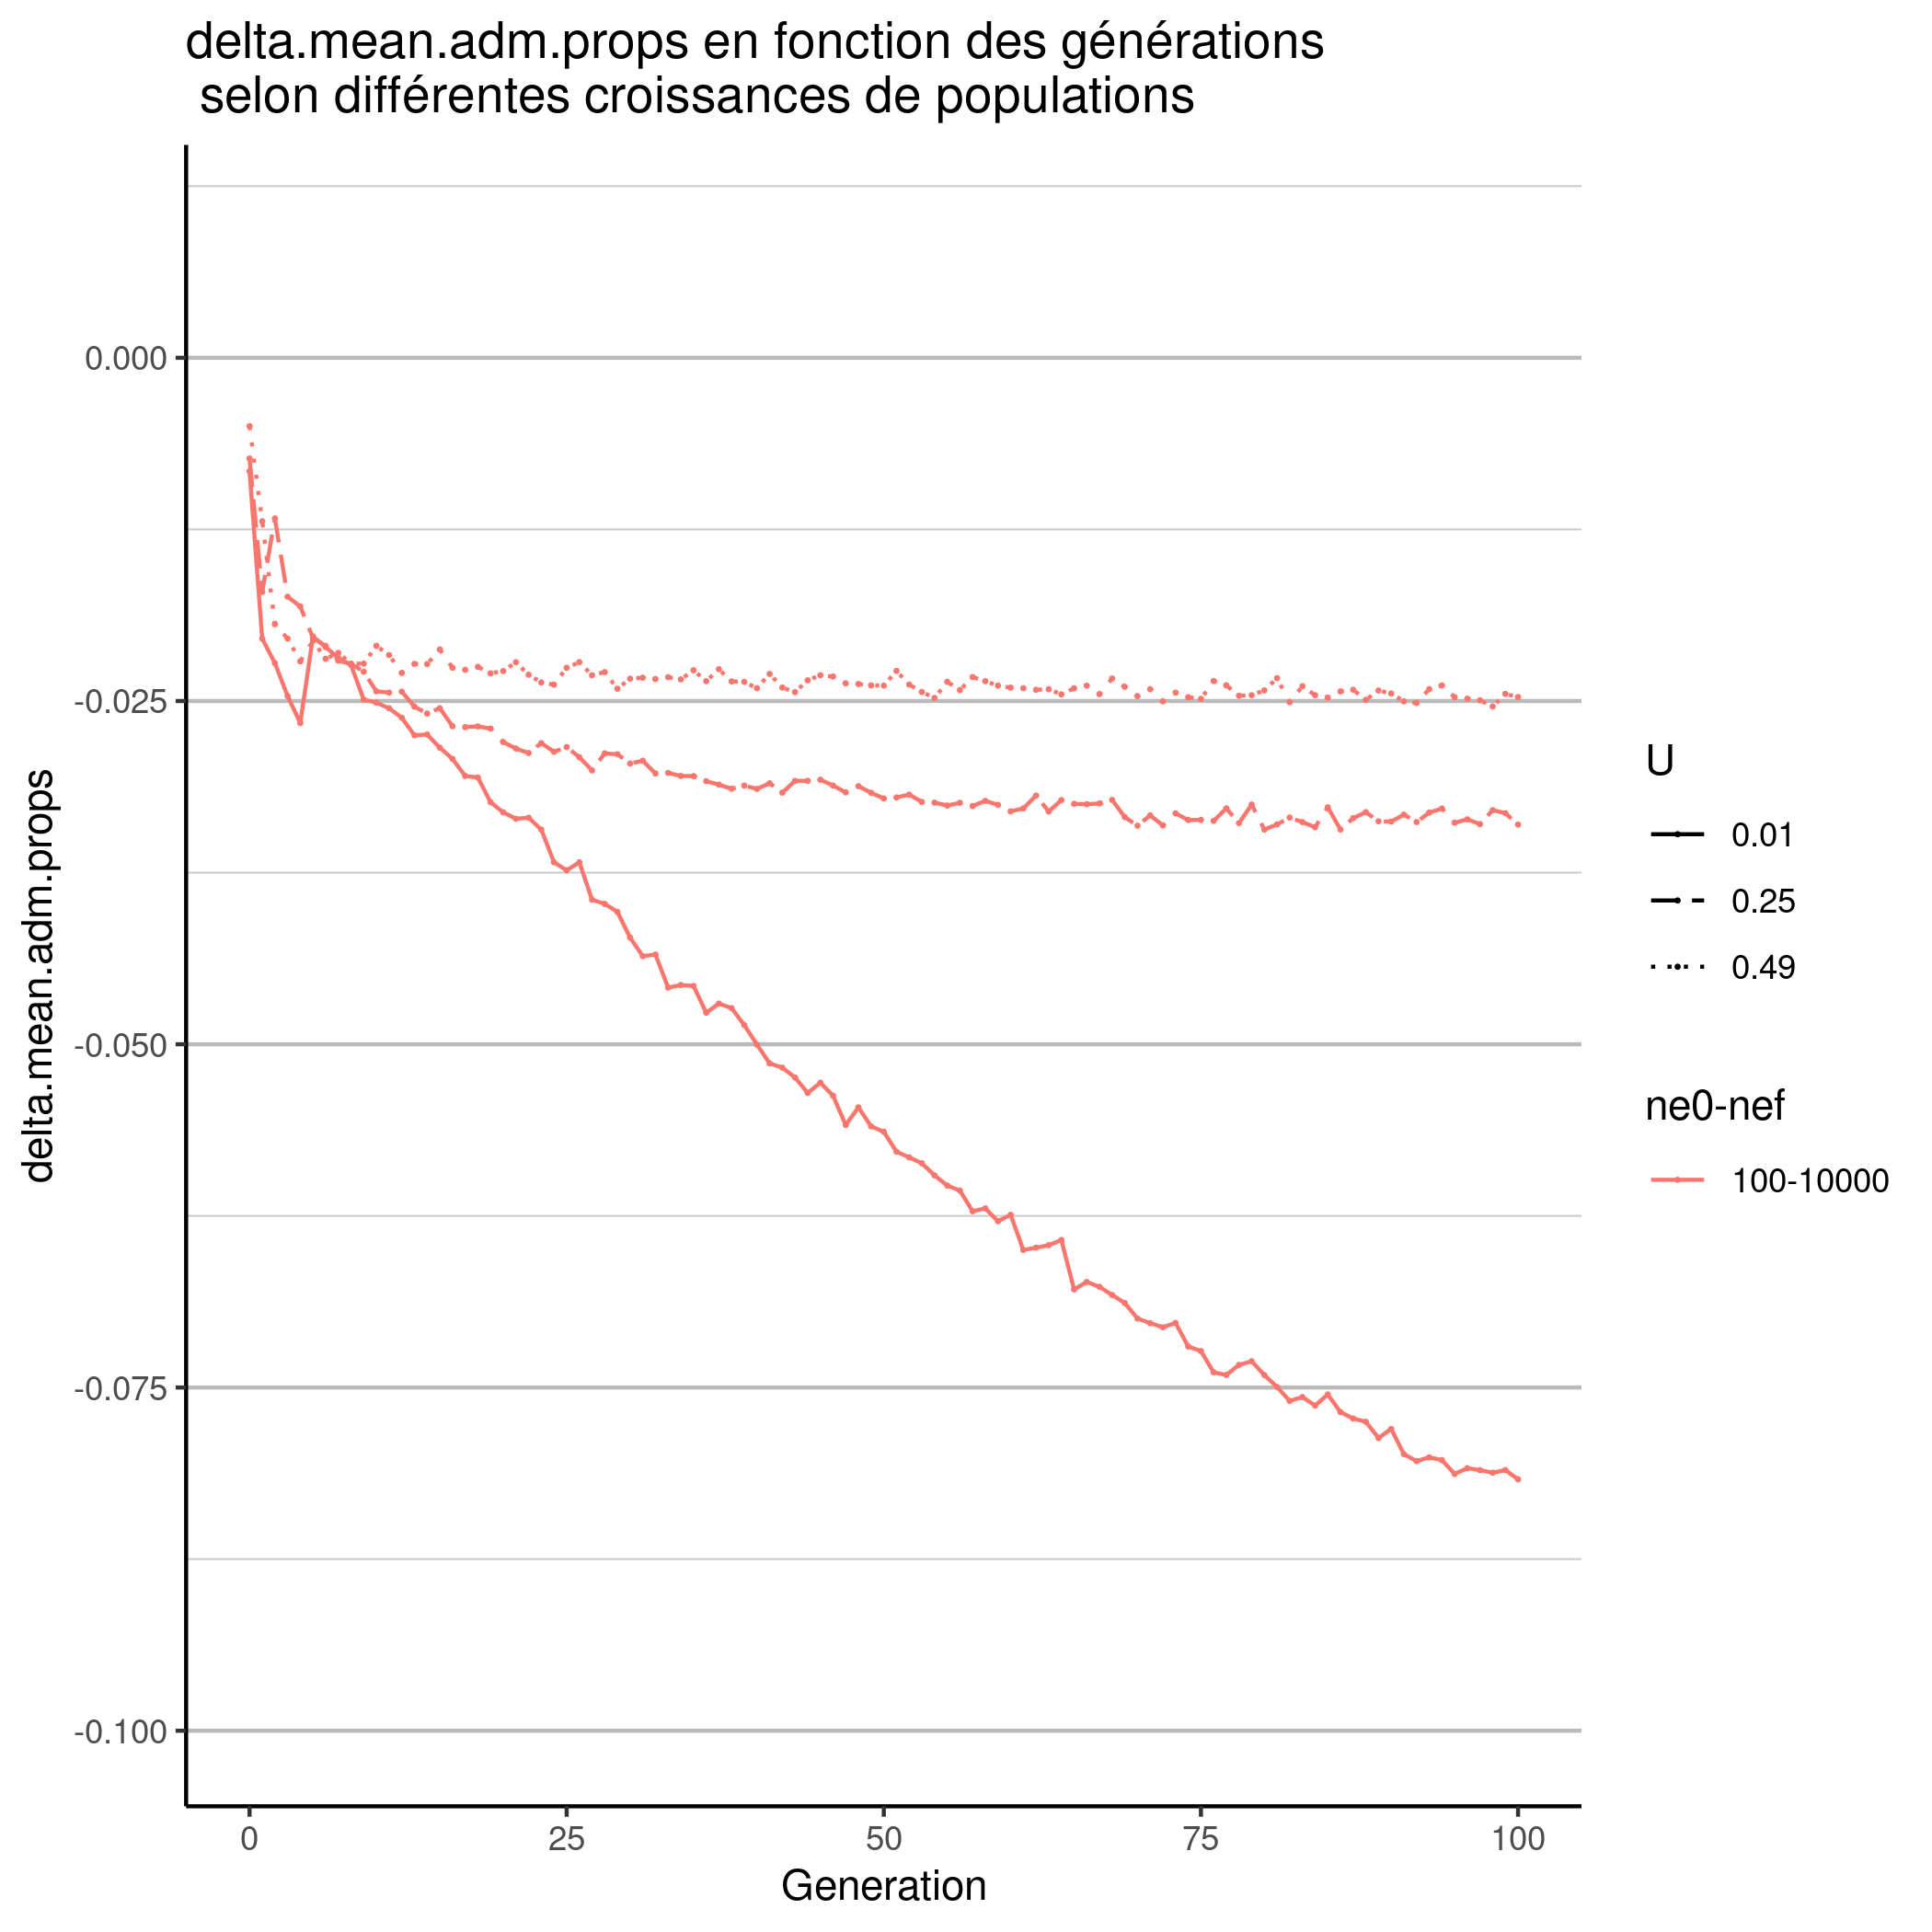 delta.mean.adm.props en fonction des générations
selon différentes croissances de populations
delta.mean.adm.props
0.000
-0.025
-0.050
-0.075
-0.100
0
25
50
75
100
Generation
U
0.01
0.25
0.49
ne0-nef
100-10000